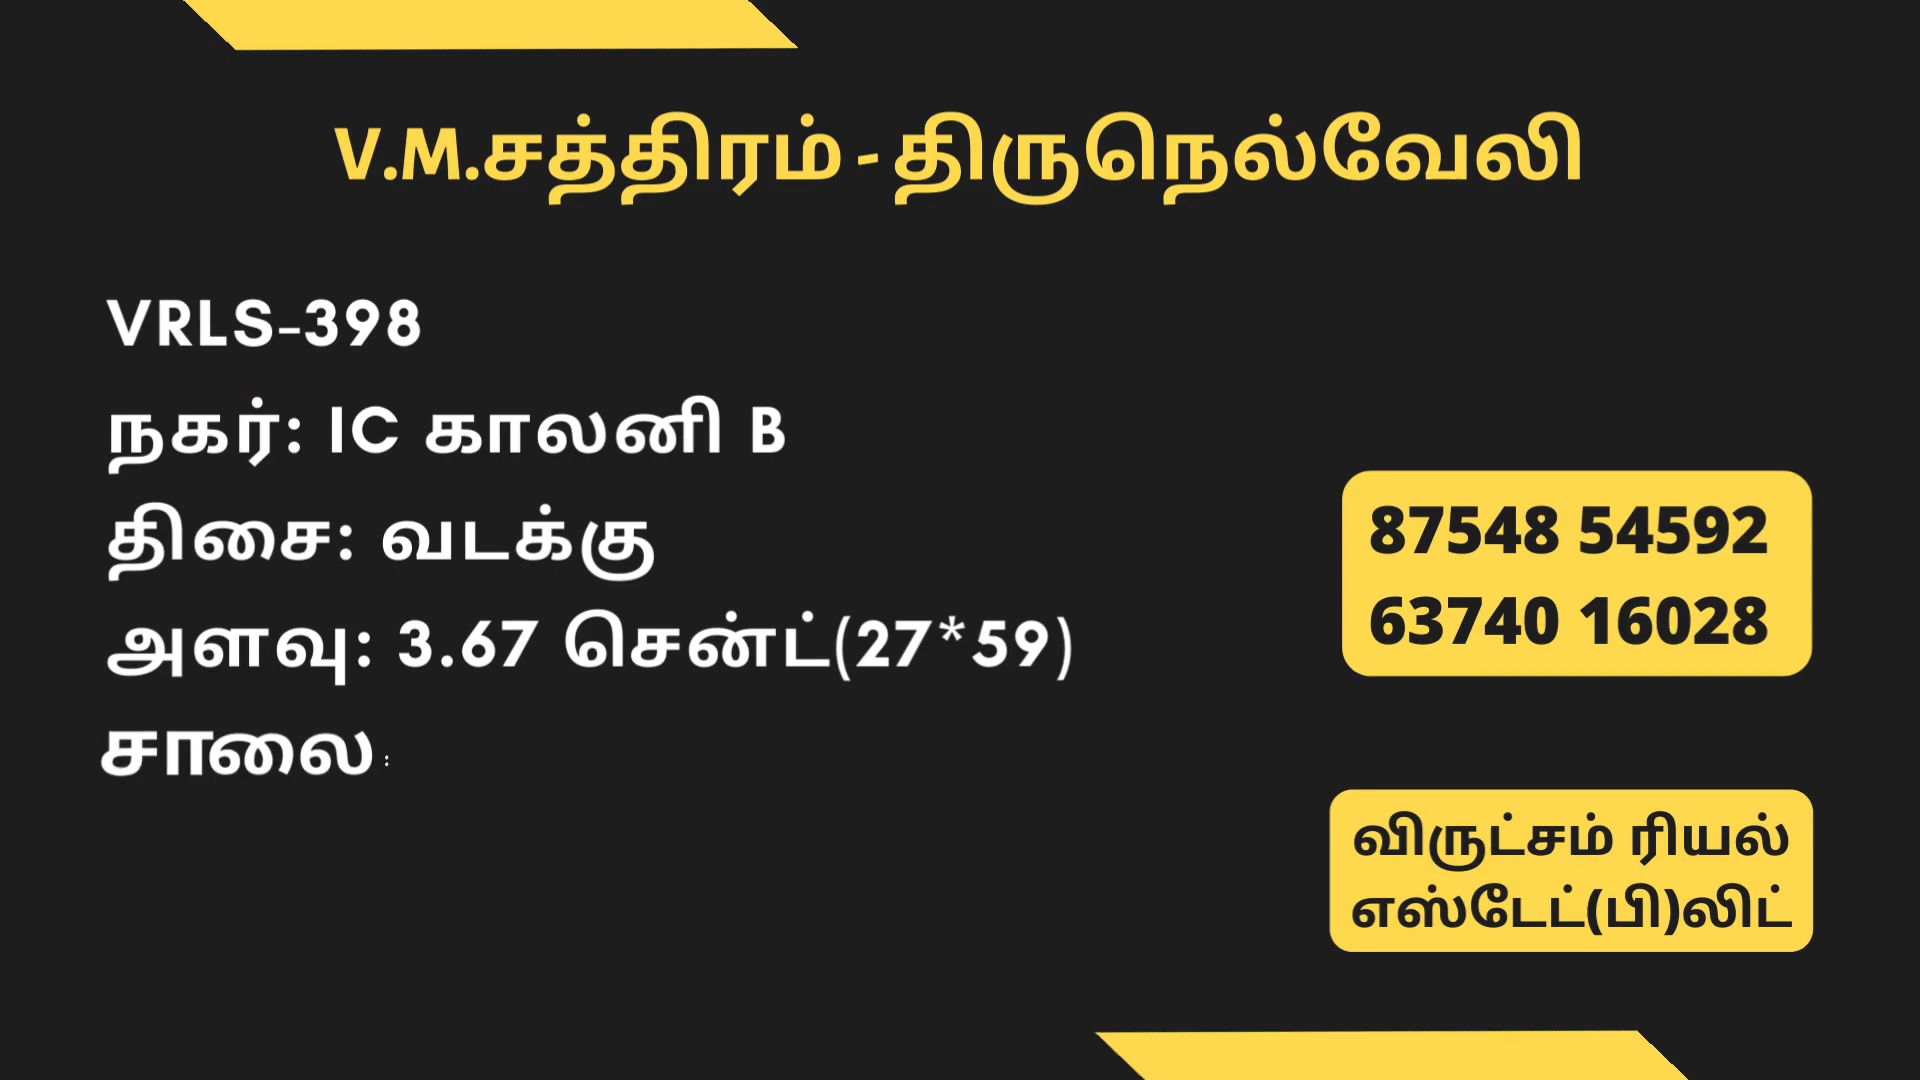 V.M.சத்திரம் - திருநெல்வேலி
VRLS-398
நகர்: IC காலனி B
திசை: வடக்கு
அளவு: 3.67 சென்ட்(27*59)
சாலை :
87548 54592
63740 16028
விருட்சம் ரியல்
எஸ்டேட்(பி)லிட்